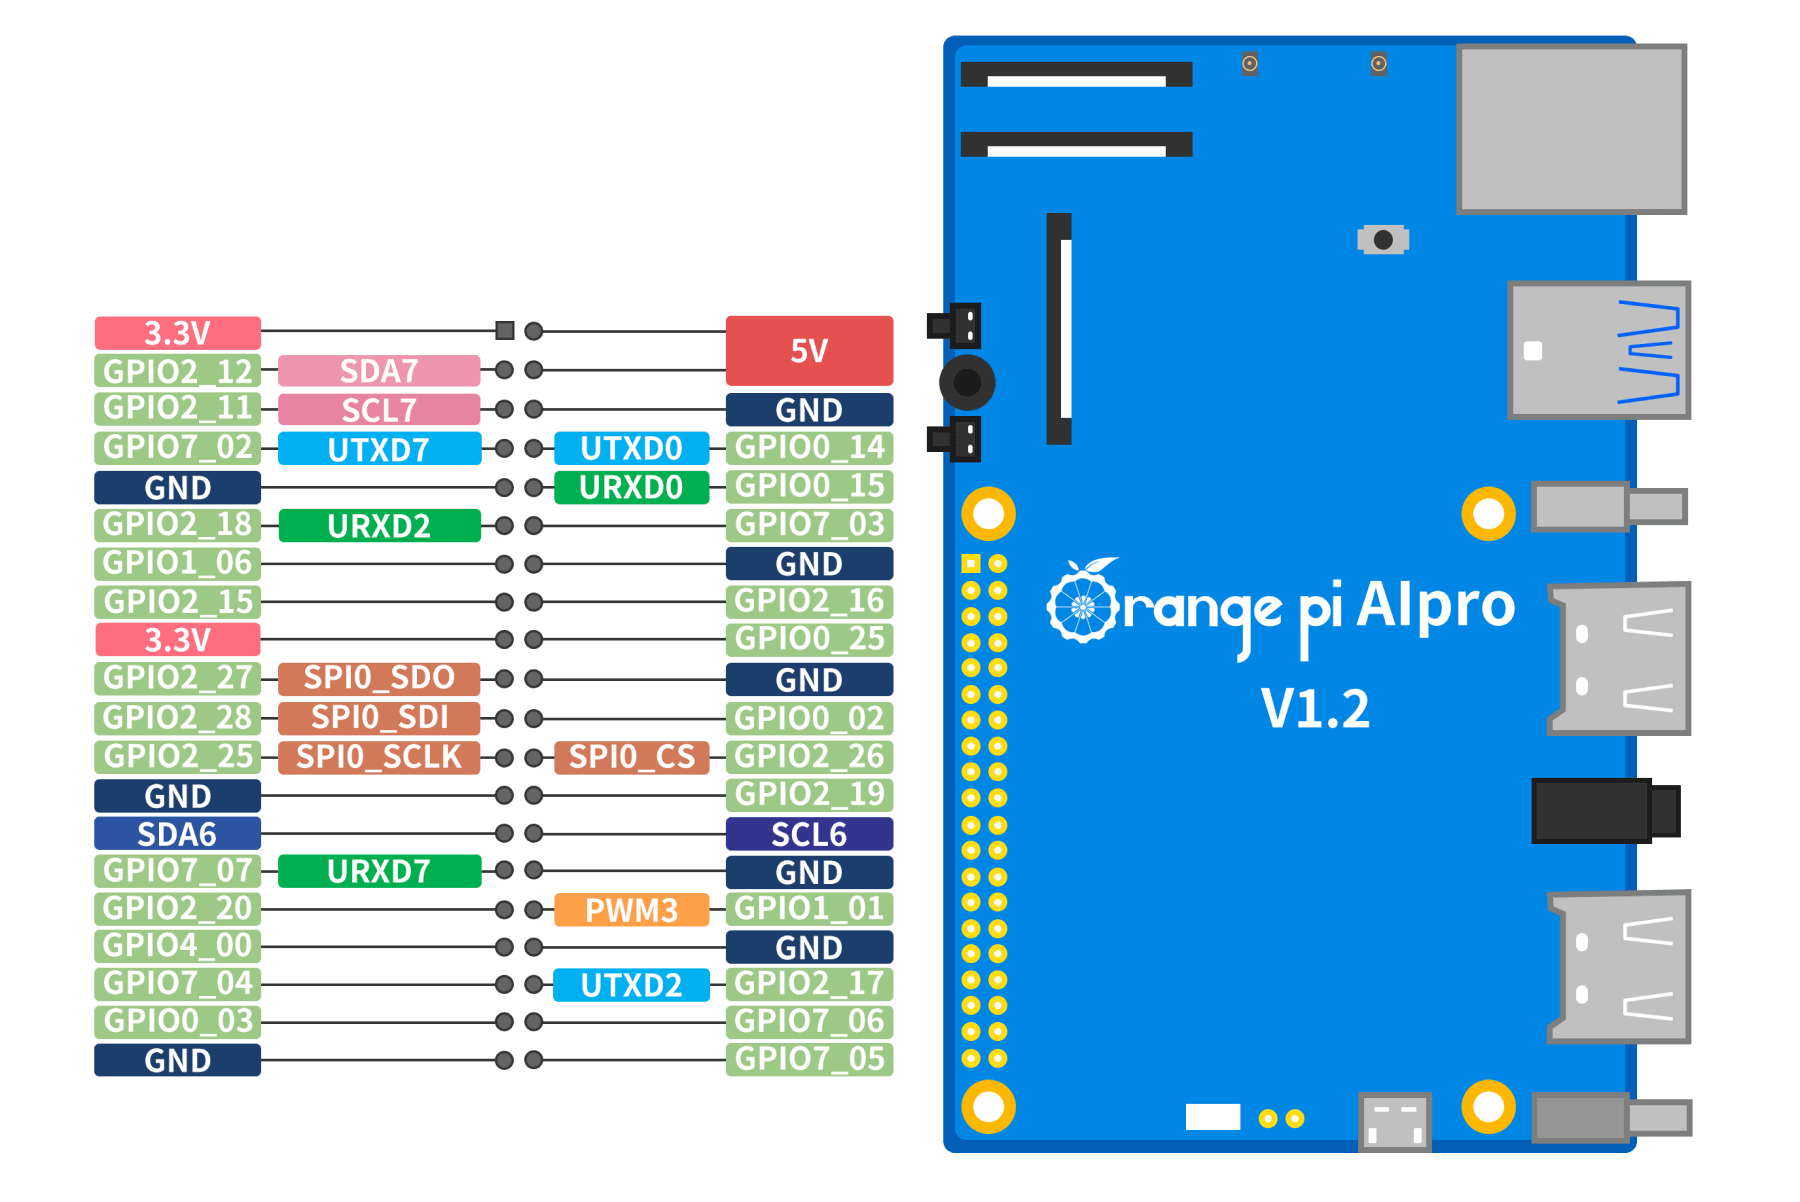 3.3V 5V
GPIO2_12 SDA7
GPIO2_11 SCL7 GND
GPIO7_02 UTXD7 UTXD0 GPIO0_14
GND URXD0 GPIO0_15
GPIO2_18 URXD2 GPIO7_03
GPIO1_06 GND
GPIO2_15 GPIO2_16
3.3V GPIO0_25
GPIO2_27 SPI0_SDO GND
GPIO2_28 SPI0_SDI GPIO0_02
GPIO2_25 SPI0_SCLK SPI0_CS GPIO2_26
GND GPIO2_19
SDA6 SCL6
GPIO7_07 URXD7 GND
GPIO2_20 PWM3 GPIO1_01
GPIO4_00 GND
GPIO7_04 UTXD2 GPIO2_17
GPIO0_03 GPIO7_06
GND GPIO7_05
Orange pi AIpro
V1.2